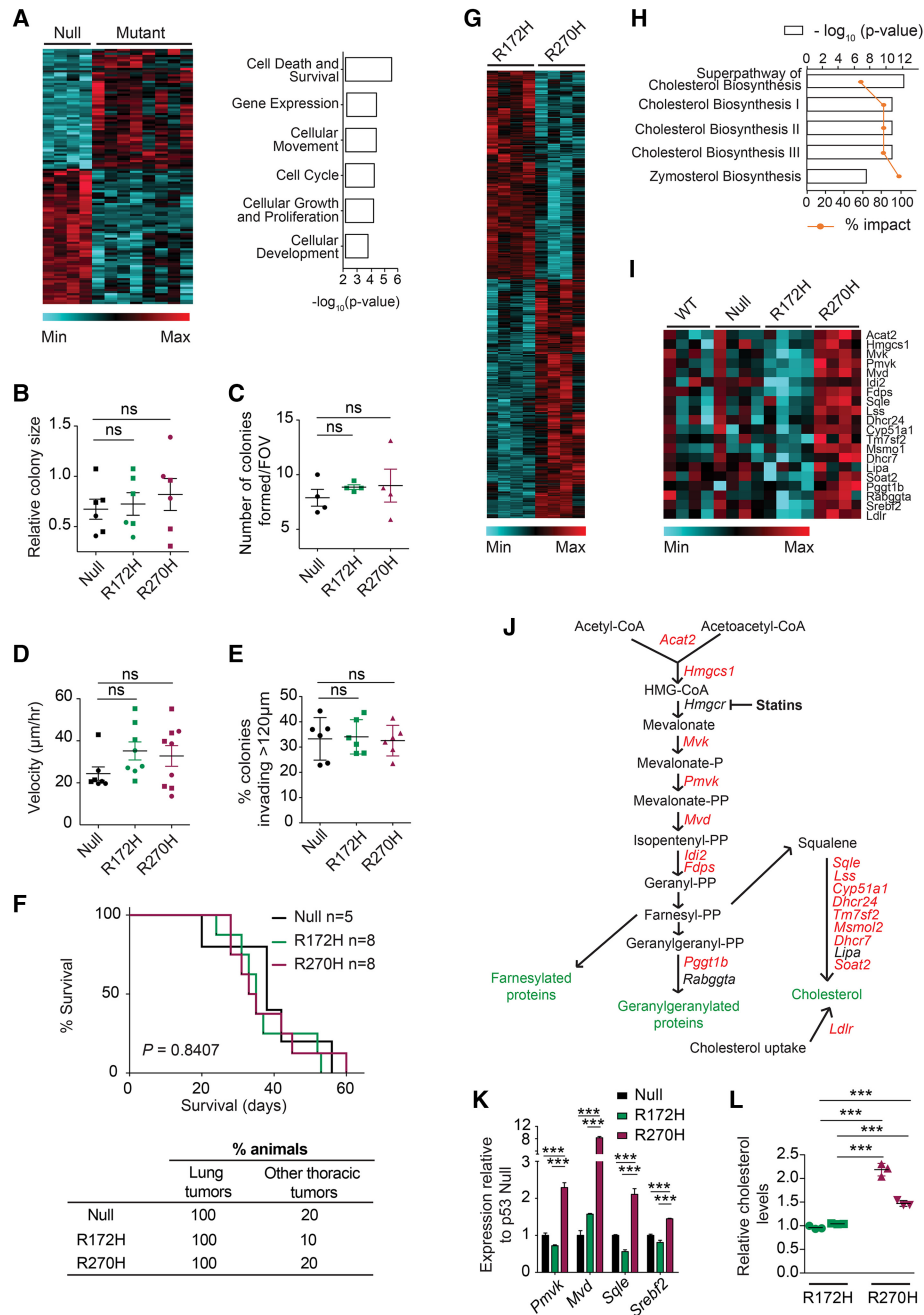 A
Null Mutant
Min Max
Cell Death and
Survival
Gene Expression
Cellular
Movement
Cell Cycle
Cellular Growth
and Proliferation
Cellular
Development
2 3 4 5 6
-log10(p-value)
B
Relative colony size
1.5
1.0
0.5
ns
ns
Null R172H R270H
C
Number of colonies
formed/FOV
15
10
5
ns
ns
Null R172H R270H
D
Velocity (µm/hr)
60
40
20
0
ns
ns
Null R172H R270H
E
% colonies
invading >120µm
50
40
30
20
10
0
ns
ns
Null R172H R270H
F
% Survival
100
50
0
0 20 40 60
Survival (days)
Null n=5
R172H n=8
R270H n=8
P = 0.8407
% animals
Lung
tumors
Other thoracic
tumors
Null 100 20
R172H 100 10
R270H 100 20
G
R172H R270H
Min Max
H
- log10 (p-value)
0 2 4 6 8 10 12
Superpathway of
Cholesterol Biosynthesis
Cholesterol Biosynthesis I
Cholesterol Biosynthesis II
Cholesterol Biosynthesis III
Zymosterol Biosynthesis
0 20 40 60 80 100
% impact
I
WT Null R172H R270H
Acat2
Hmgcs1
Mvk
Pmvk
Mvd
Idi2
Fdps
Sqle
Lss
Dhcr24
Cyp51a1
Tm7sf2
Msmo1
Dhcr7
Lipa
Soat2
Pggt1b
Rabggta
Srebf2
Ldlr
Min Max
J
Acetyl-CoA Acetoacetyl-CoA
Acat2
Hmgcs1
HMG-CoA
Hmgcr Statins
Mevalonate
Mvk
Mevalonate-P
Pmvk
Mevalonate-PP
Mvd
Isopentenyl-PP
Idi2
Fdps
Geranyl-PP
Farnesyl-PP
Geranylgeranyl-PP
Pggt1b
Rabggta
Farnesylated
proteins
Geranylgeranylated
proteins
Squalene
Sqle
Lss
Cyp51a1
Dhcr24
Tm7sf2
Msmol2
Dhcr7
Lipa
Soat2
Cholesterol
Ldlr
Cholesterol uptake
K
Null
R172H
R270H
Expression relative
to p53 Null
12
8
4
2
1
0
*** *** *** ***
*** *** *** ***
Pmvk Mvd Sqle Srebf2
L
Relative cholesterol
levels
2.5
2.0
1.5
1.0
0.5
0
***
***
***
***
R172H R270H